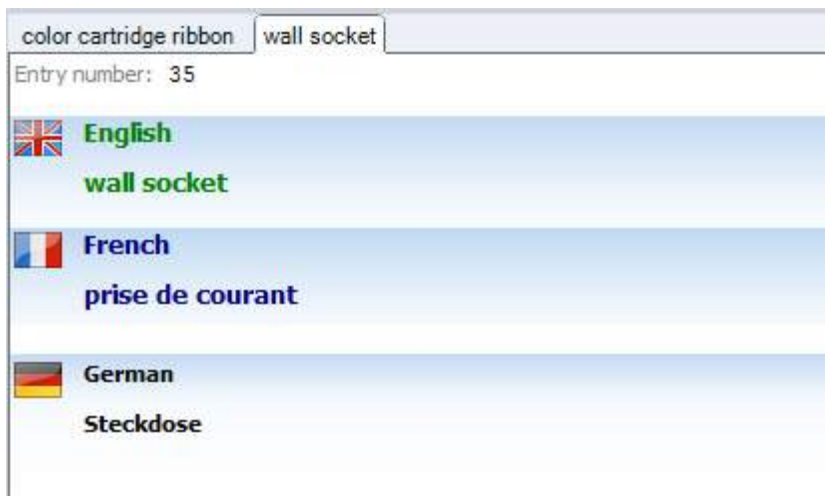 color cartridge ribbon wall socket
Entry number: 35
English
wall socket
French
prise de courant
German
Steckdose